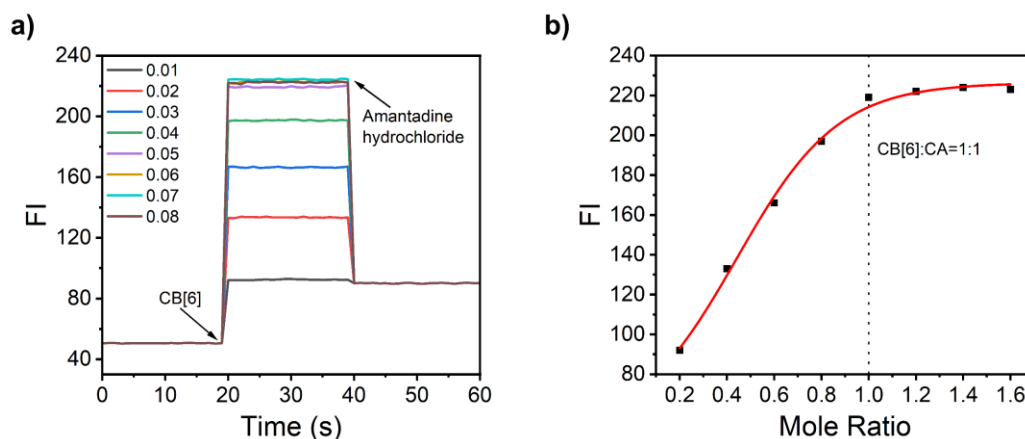 a)
240
200
160
120
80
40
FI
0.01
0.02
0.03
0.04
0.05
0.06
0.07
0.08
Amantadine
hydrochloride
CB[6]
0 10 20 30 40 50 60
Time (s)
b)
240
220
200
180
160
140
120
100
80
FI
CB[6]:CA=1:1
0.2 0.4 0.6 0.8 1.0 1.2 1.4 1.6
Mole Ratio